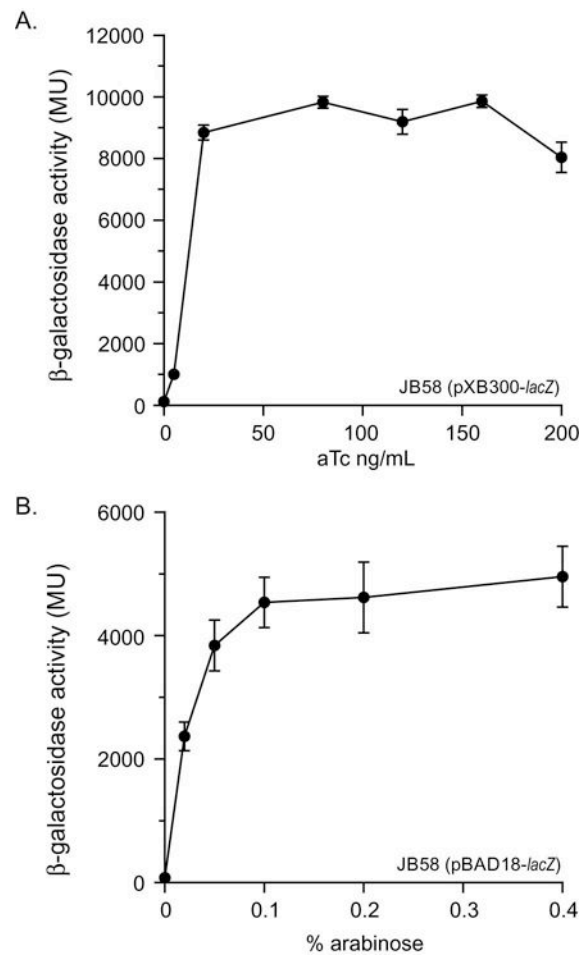 A.
12000
10000
8000
6000
4000
2000
0
β-galactosidase activity (MU)
JB58 (pXB300-lacZ)
0 50 100 150 200
aTc ng/mL
B.
6000
4000
2000
0
β-galactosidase activity (MU)
JB58 (pBAD18-lacZ)
0 0.1 0.2 0.3 0.4
% arabinose